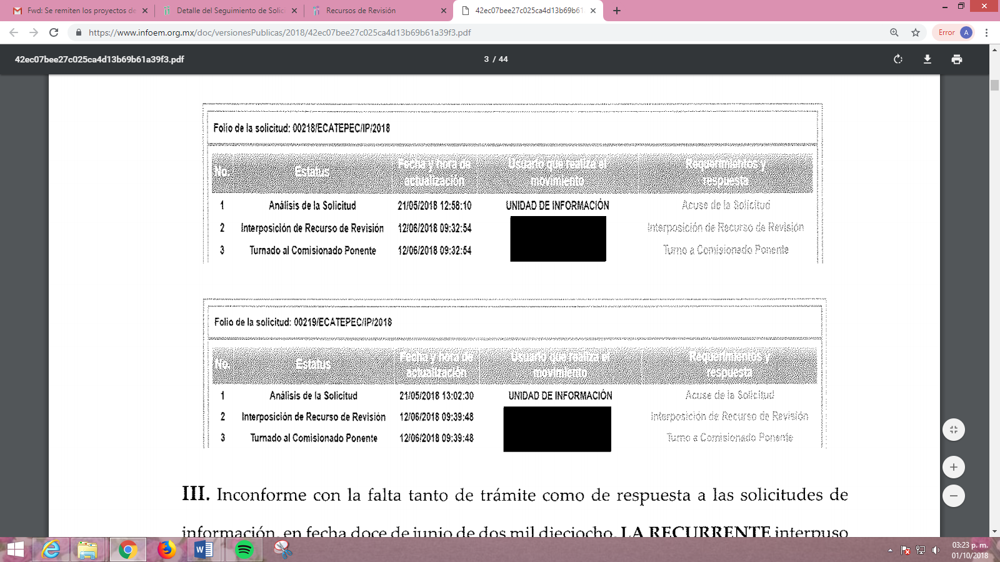 Fwd: Se remiten los proyectos de
Detalle del Seguimiento de Solic
Recursos de Revisión
42ec07bee27c025ca4d13b69b61
https://www.infoem.org.mx/doc/versionesPublicas/2018/42ec07bee27c025ca4d13b69b61a39f3.pdf
Error
A
42ec07bee27c025ca4d13b69b61a39f3.pdf
3 / 44
Folio de la solicitud: 00218/ECATEPEC/IP/2018
No. Estatus Fecha y hora de actualización Usuario que realiza el movimiento Requerimientos y respuesta
1 Análisis de la Solicitud 21/05/2018 12:58:10 UNIDAD DE INFORMACIÓN Acuse de la Solicitud
2 Interposición de Recurso de Revisión 12/06/2018 09:32:54 Interposición de Recurso de Revisión
3 Turnado al Comisionado Ponente 12/06/2018 09:32:54 Turno a Comisionado Ponente
Folio de la solicitud: 00219/ECATEPEC/IP/2018
No. Estatus Fecha y hora de actualización Usuario que realiza el movimiento Requerimientos y respuesta
1 Análisis de la Solicitud 21/05/2018 13:02:30 UNIDAD DE INFORMACIÓN Acuse de la Solicitud
2 Interposición de Recurso de Revisión 12/06/2018 09:39:48 Interposición de Recurso de Revisión
3 Turnado al Comisionado Ponente 12/06/2018 09:39:48 Turno a Comisionado Ponente
III. Inconforme con la falta tanto de trámite como de respuesta a las solicitudes de
información, en fecha doce de junio de dos mil dieciocho, LA RECURRENTE interpuso
03:23 p. m.
01/10/2018